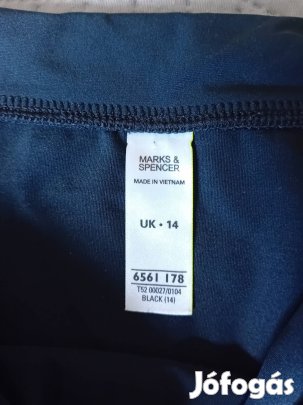 MARKS &
SPENCER
MADE IN VIETNAM
UK • 14
6561 178
T52 00027/0104
BLACK (14)
Jófogás